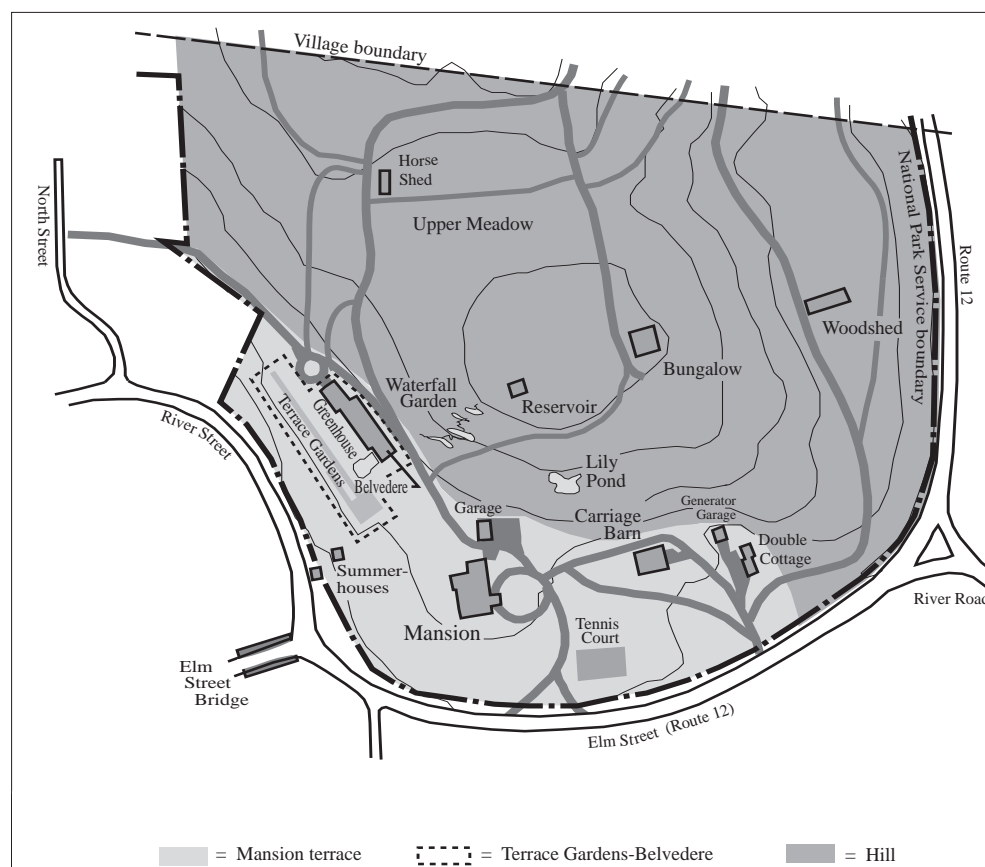 Village boundary
Horse
Shed
North Street
Upper Meadow
National Park Service boundary
Route 12
Woodshed
Bungalow
Waterfall
Garden
Reservoir
River Street
Greenhouse
Terrace Gardens
Belvedere
Lily
Pond
Garage
Generator
Garage
Carriage
Barn
Double
Cottage
Summer-
houses
River Road
Mansion
Tennis
Court
Elm
Street
Bridge
Elm Street (Route 12)
= Mansion terrace
= Terrace Gardens-Belvedere
= Hill